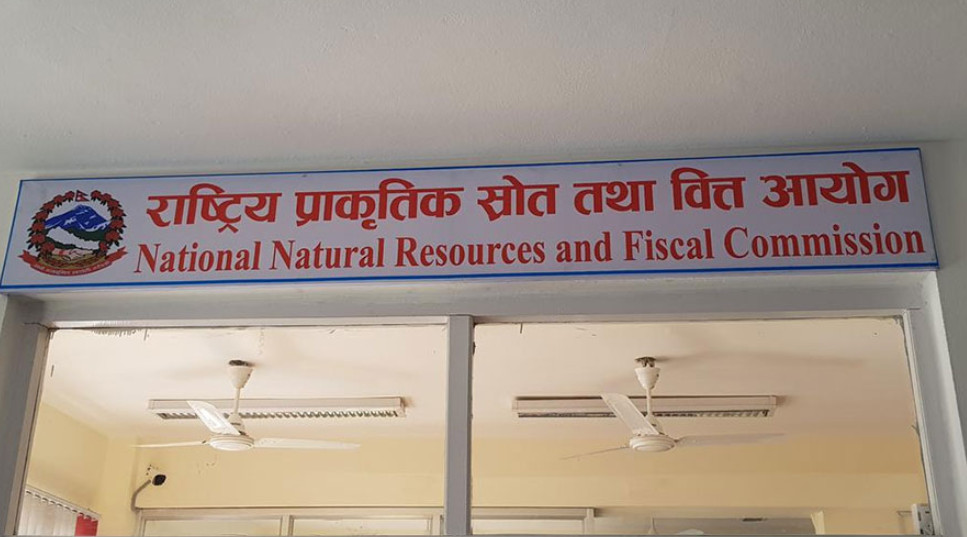 राष्ट्रिय प्राकृतिक स्रोत तथा वित्त आयोग
National Natural Resources and Fiscal Commission